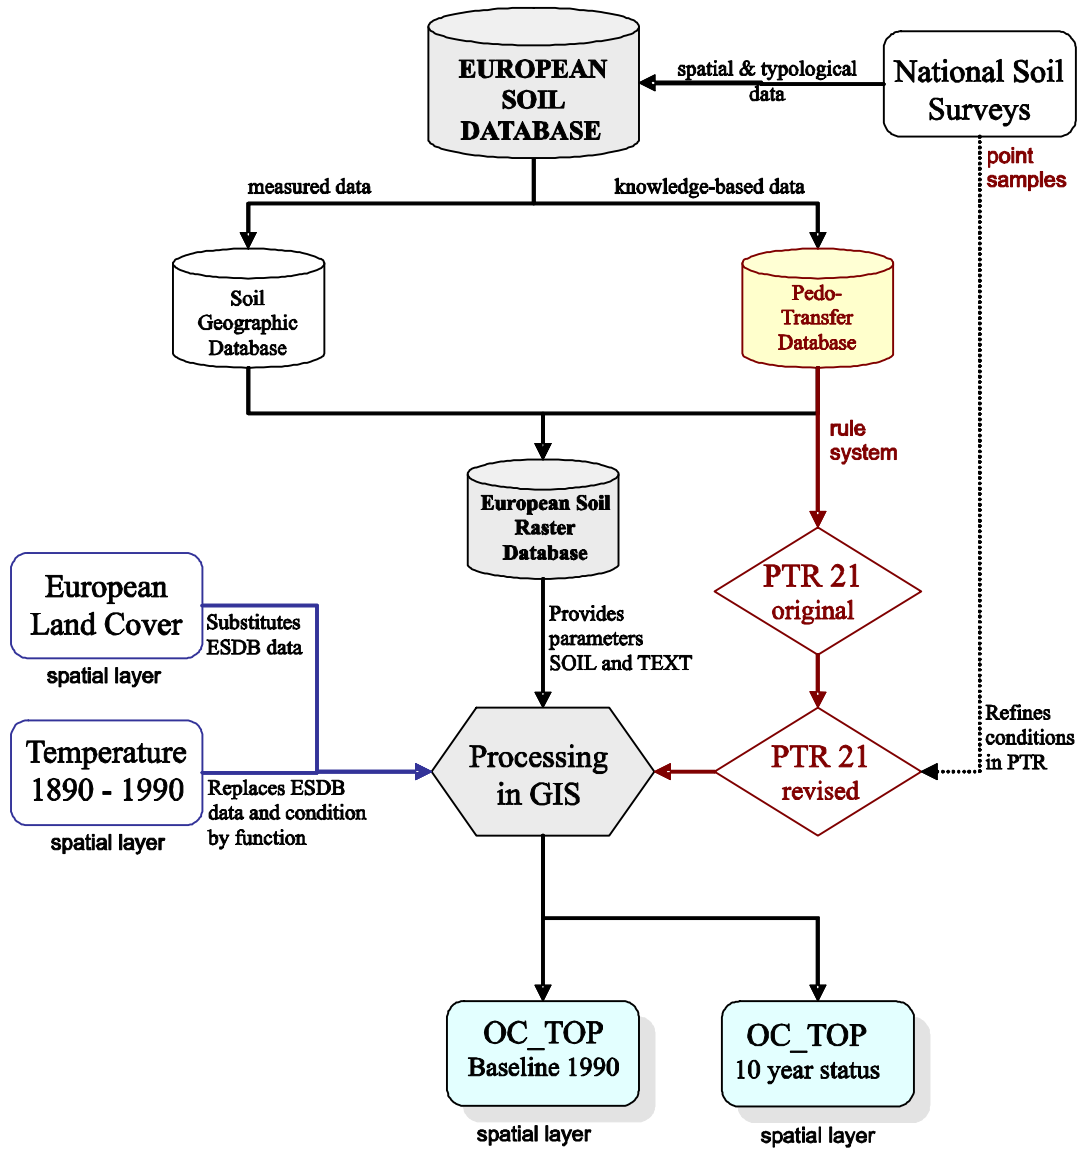 EUROPEAN
SOIL
DATABASE
spatial & typological
data
National Soil
Surveys
point
samples
measured data
knowledge-based data
Soil
Geographic
Database
Pedo-
Transfer
Database
rule
system
European Soil
Raster
Database
European
Land Cover
spatial layer
Substitutes
ESDB data
Provides
parameters
SOIL and TEXT
PTR 21
original
Temperature
1890 - 1990
spatial layer
Replaces ESDB
data and condition
by function
Processing
in GIS
PTR 21
revised
Refines
conditions
in PTR
OC_TOP
Baseline 1990
spatial layer
OC_TOP
10 year status
spatial layer